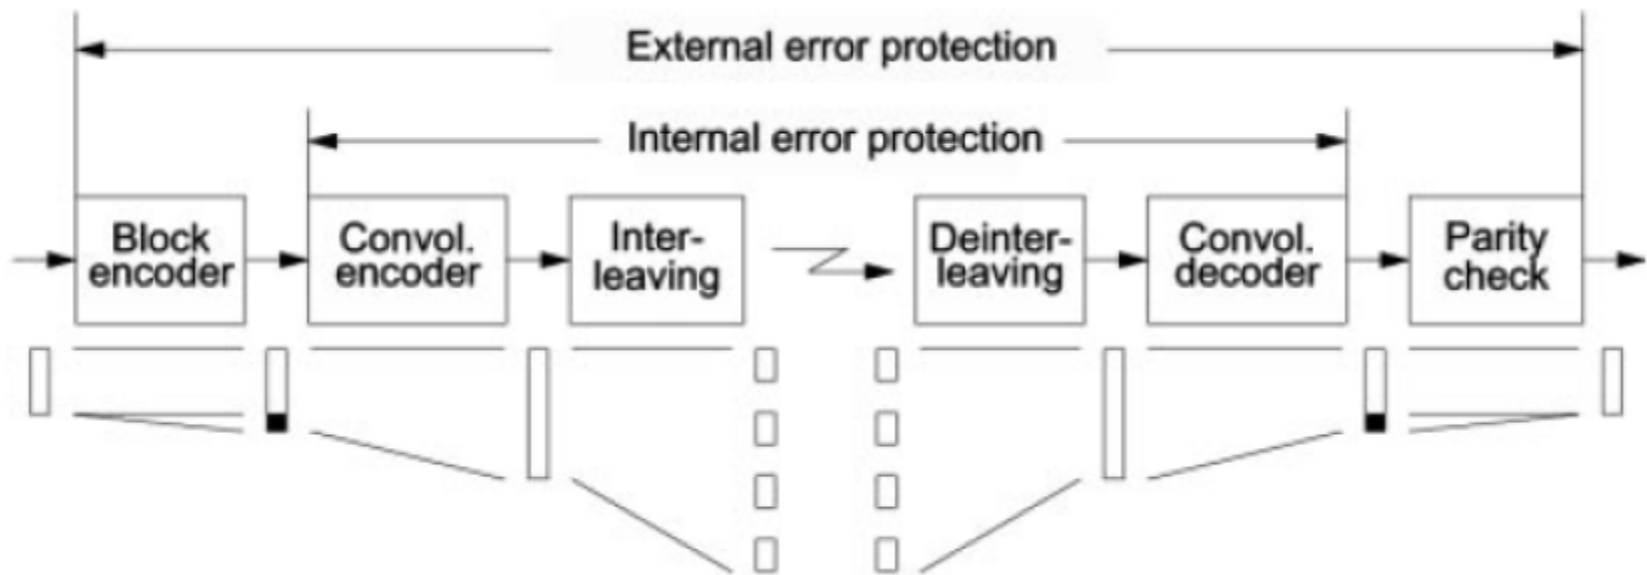 External error protection
Internal error protection
Block
encoder
Convol.
encoder
Inter-
leaving
Deinter-
leaving
Convol.
decoder
Parity
check